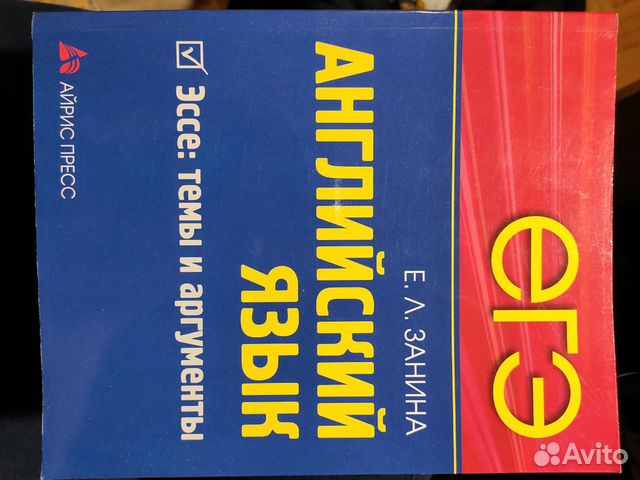 ЕГЭ
Е. Л. ЗАНИНА
АНГЛИЙСКИЙ
ЯЗЫК
Эссе: темы и аргументы
АЙРИС ПРЕСС
Avito